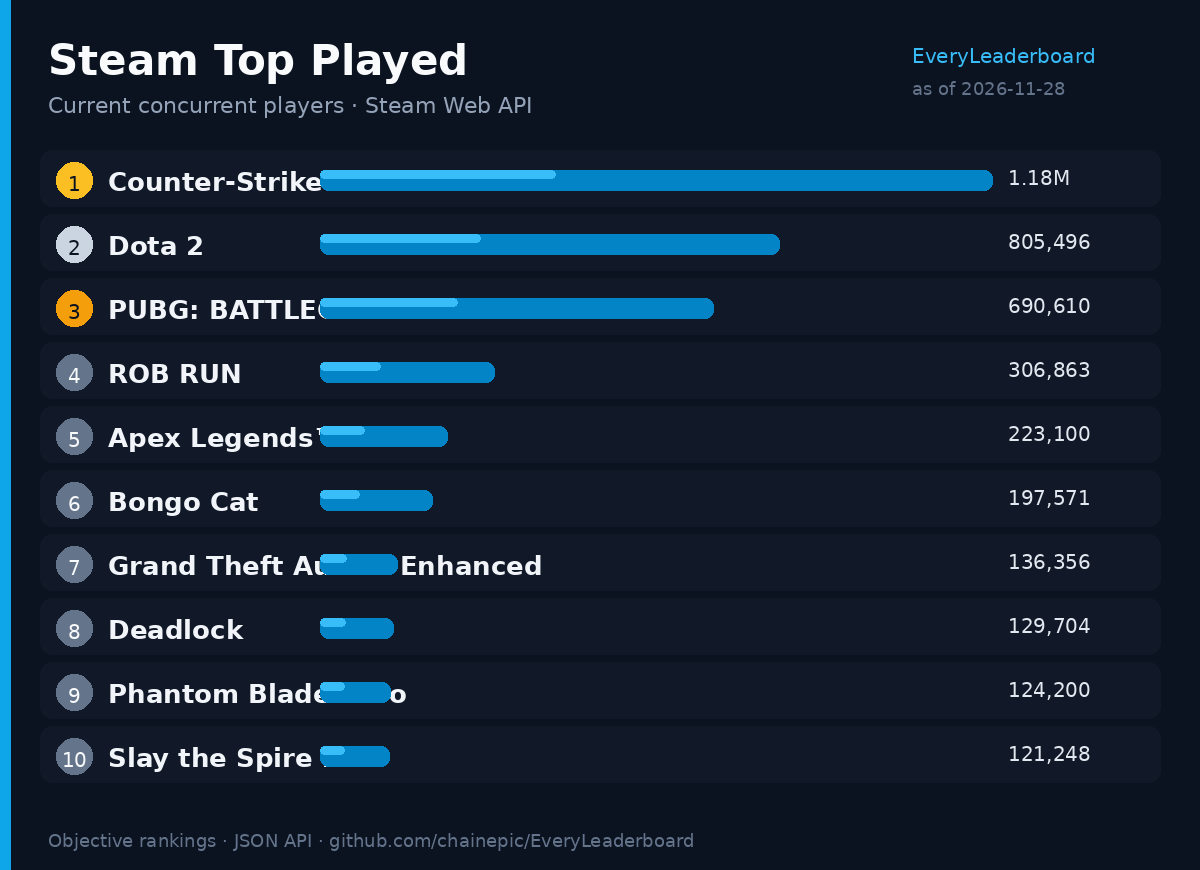 Steam Top Played
EveryLeaderboard
Current concurrent players · Steam Web API
as of 2026-11-28
1 Counter-Strike 1.18M
2 Dota 2 805,496
3 PUBG: BATTLE 690,610
4 ROB RUN 306,863
5 Apex Legends 223,100
6 Bongo Cat 197,571
7 Grand Theft Enhanced 136,356
8 Deadlock 129,704
9 Phantom 124,200
10 Slay the Spire 121,248
Objective rankings · JSON API · github.com/chainepic/EveryLeaderboard